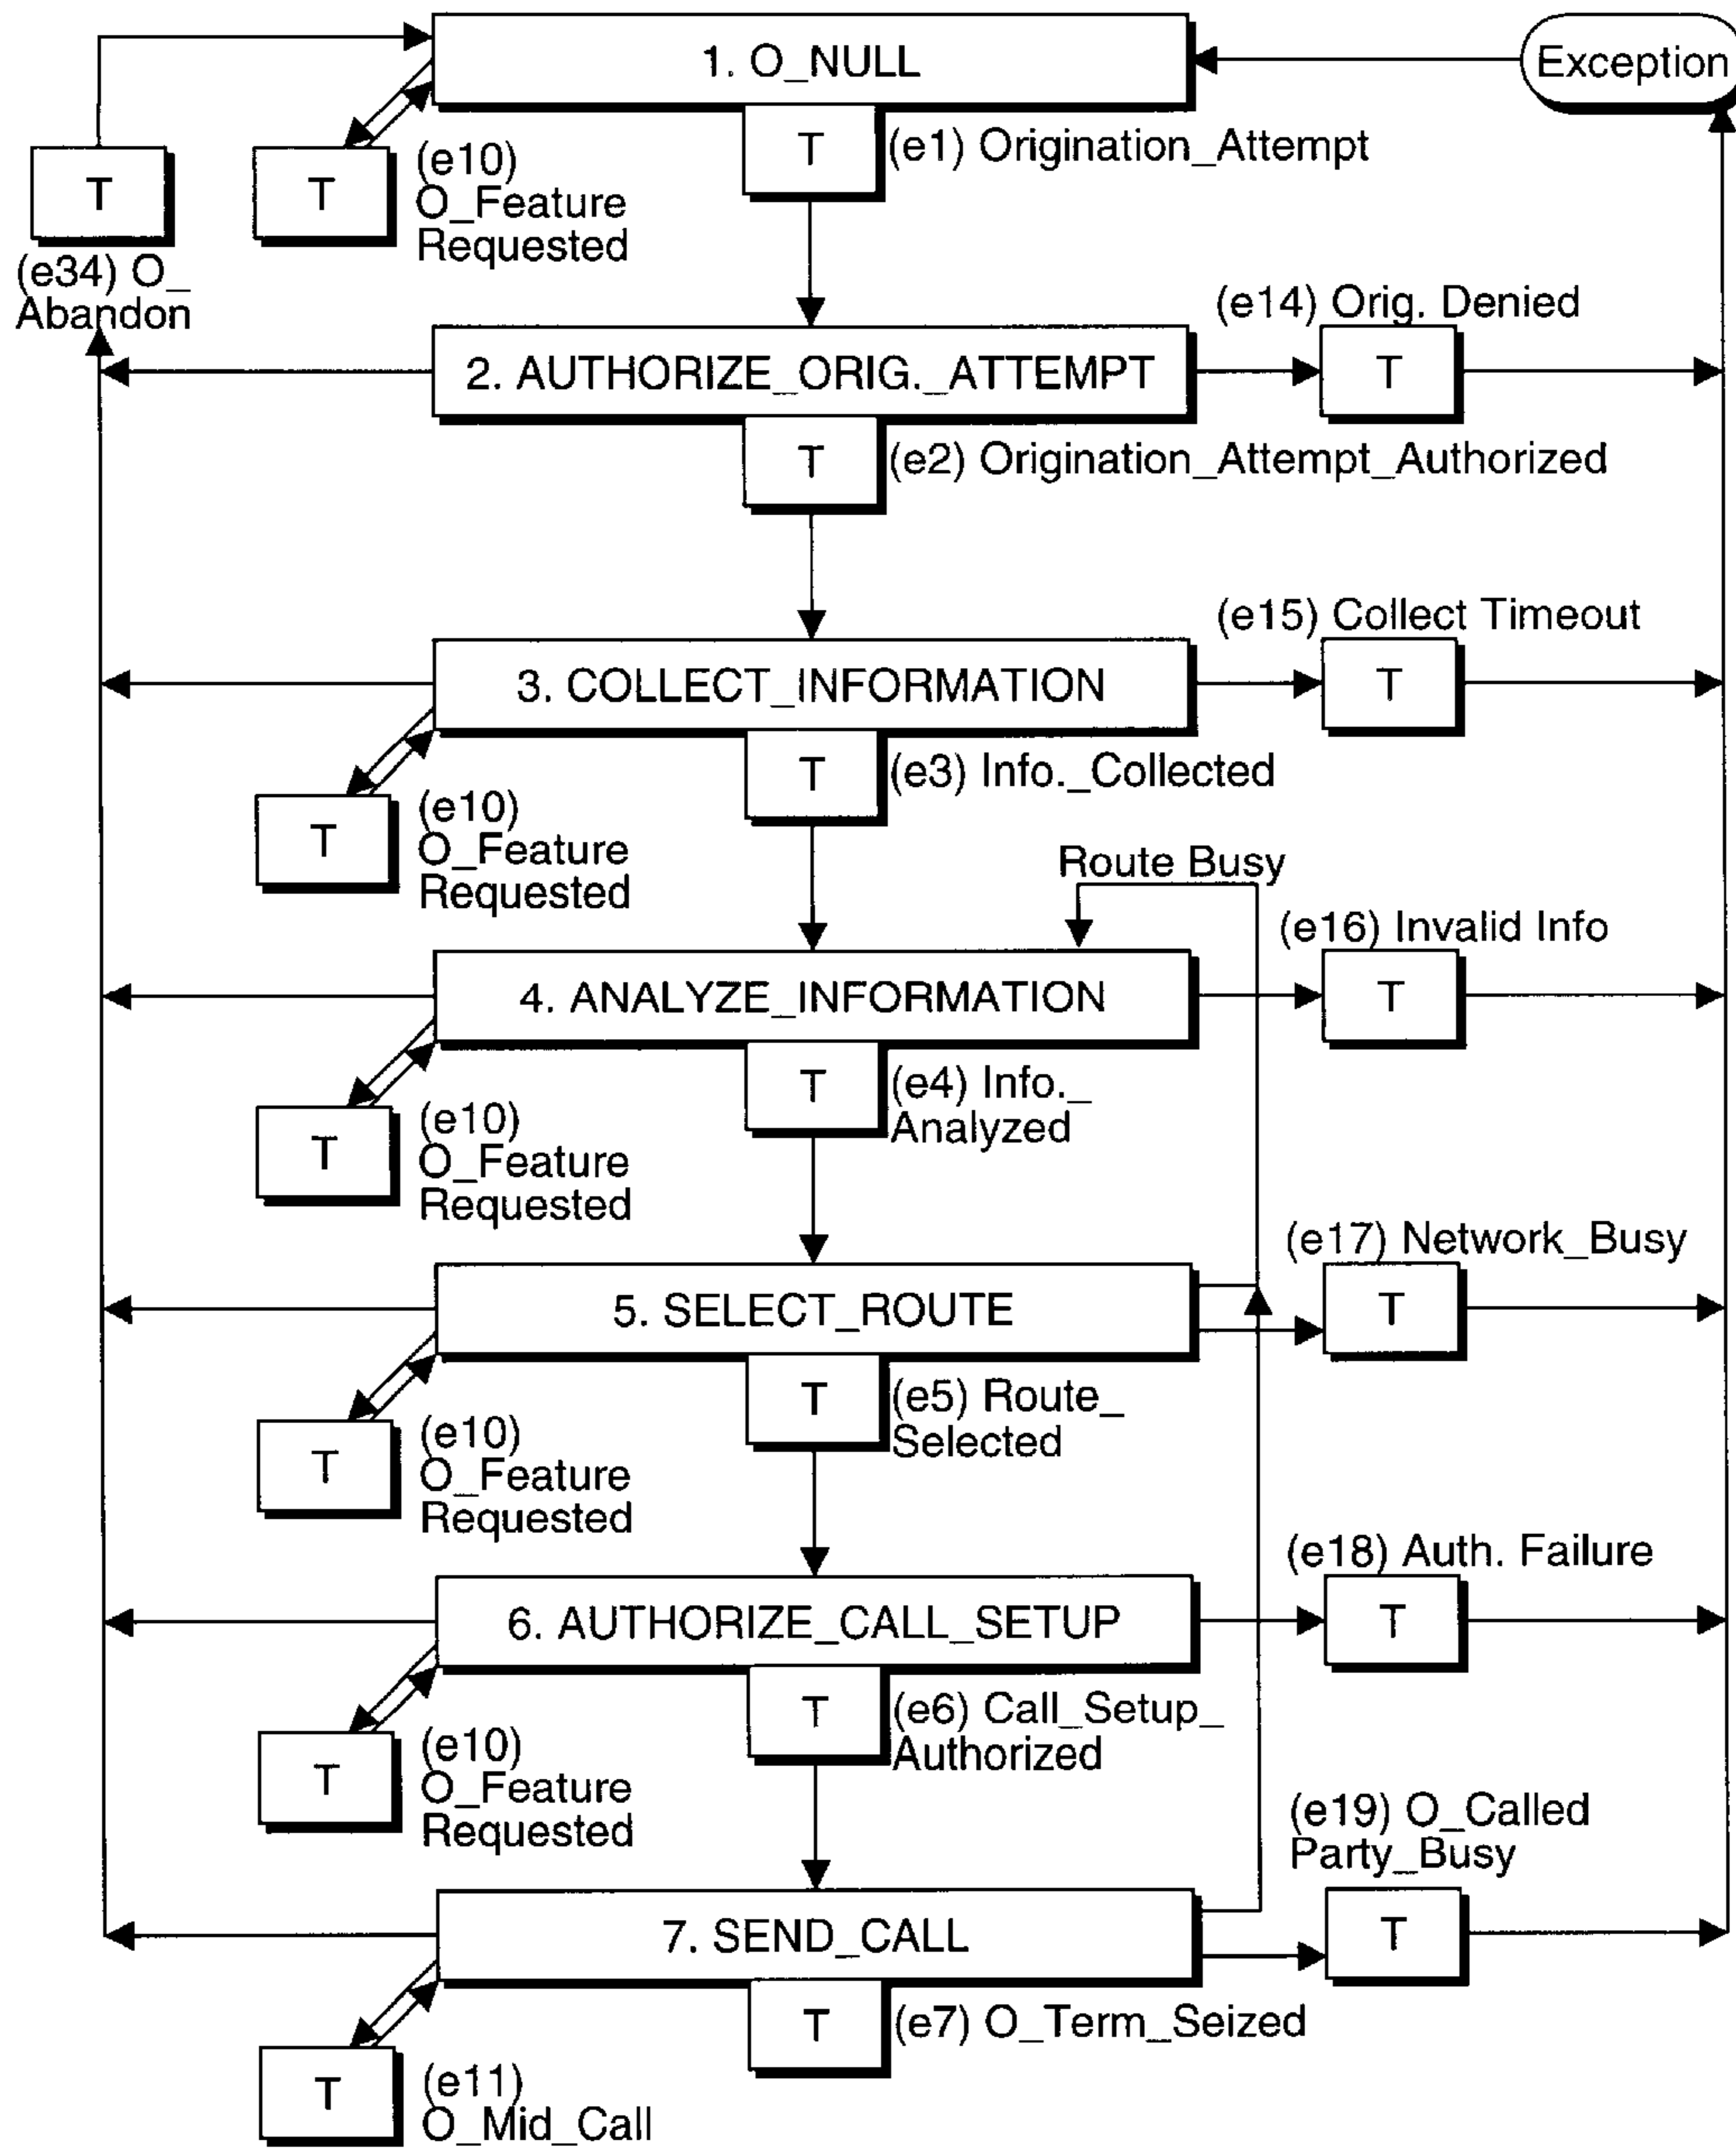 1. O_NULL
Exception
T
(e1) Origination_Attempt
T
T
(e10)
O_Feature
Requested
(e34) O_
Abandon
(e14) Orig. Denied
2. AUTHORIZE_ORIG._ATTEMPT
T
T
(e2) Origination_Attempt_Authorized
(e15) Collect Timeout
3. COLLECT_INFORMATION
T
T
(e3) Info._Collected
T
(e10)
O_Feature
Requested
Route Busy
(e16) Invalid Info
4. ANALYZE_INFORMATION
T
T
(e4) Info._
Analyzed
T
(e10)
O_Feature
Requested
(e17) Network_Busy
5. SELECT_ROUTE
T
T
(e5) Route_
Selected
T
(e10)
O_Feature
Requested
(e18) Auth. Failure
6. AUTHORIZE_CALL_SETUP
T
T
(e6) Call_Setup_
Authorized
T
(e10)
O_Feature
Requested
(e19) O_Called
Party_Busy
7. SEND_CALL
T
T
(e7) O_Term_Seized
T
(e11)
O_Mid_Call